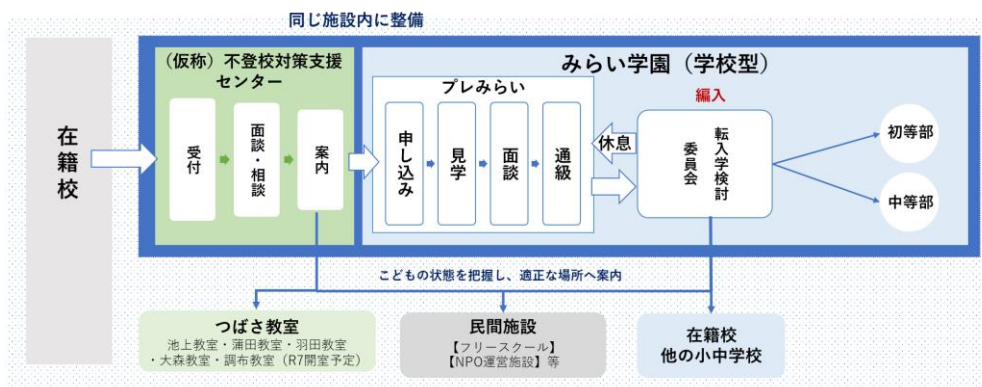 同じ施設内に整備
在籍校
（仮称）不登校対策支援
センター
受付
面談・相談
案内
みらい学園（学校型）
プレみらい
申し込み
見学
面談
通級
休息
編入
転入学検討
委員会
初等部
中等部
こどもの状態を把握し、適正な場所へ案内
つばさ教室
池上教室・蒲田教室・羽田教室
・大森教室・調布教室（R7開室予定）
民間施設
【フリースクール】
【NPO運営施設】等
在籍校
他の小中学校